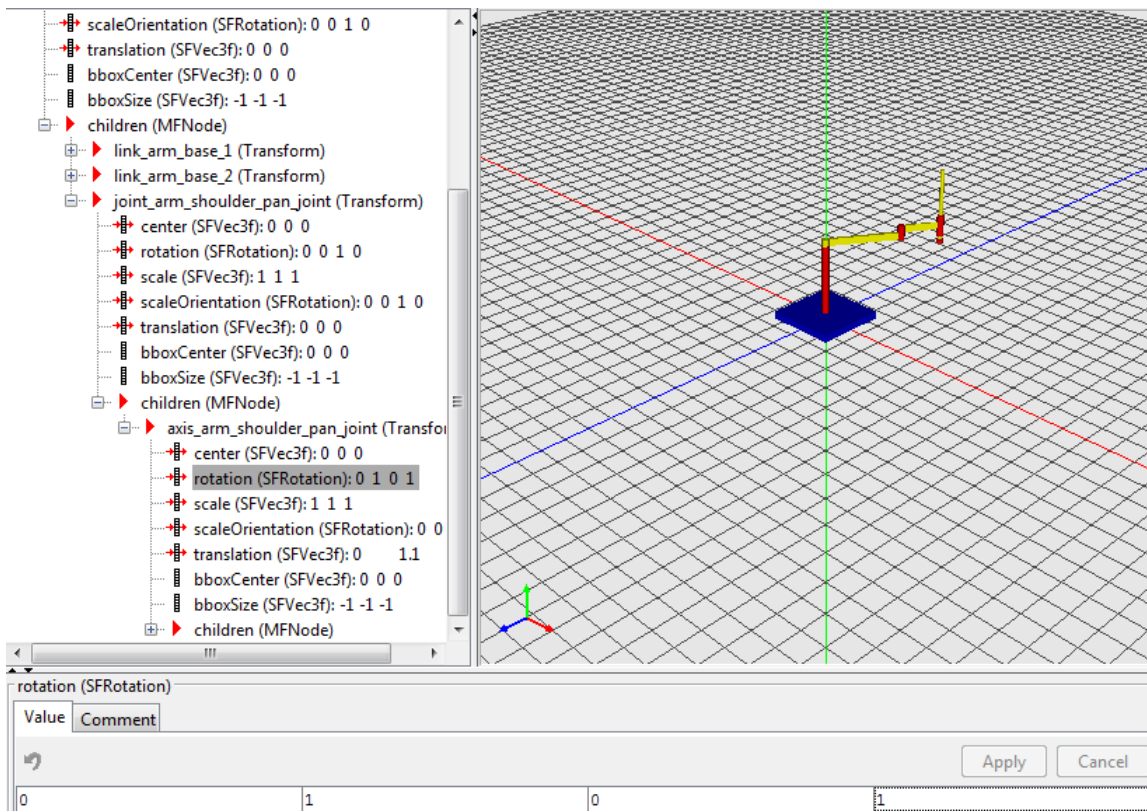 scaleOrientation (SFRotation): 0 0 1 0
translation (SFVec3f): 0 0 0
bboxCenter (SFVec3f): 0 0 0
bboxSize (SFVec3f): -1 -1 -1
children (MFNode)
link_arm_base_1 (Transform)
link_arm_base_2 (Transform)
joint_arm_shoulder_pan_joint (Transform)
center (SFVec3f): 0 0 0
rotation (SFRotation): 0 0 1 0
scale (SFVec3f): 1 1 1
scaleOrientation (SFRotation): 0 0 1 0
translation (SFVec3f): 0 0 0
bboxCenter (SFVec3f): 0 0 0
bboxSize (SFVec3f): -1 -1 -1
children (MFNode)
axis_arm_shoulder_pan_joint (Transfor
center (SFVec3f): 0 0 0
rotation (SFRotation): 0 1 0 1
scale (SFVec3f): 1 1 1
scaleOrientation (SFRotation): 0 0
translation (SFVec3f): 0 1.1
bboxCenter (SFVec3f): 0 0 0
bboxSize (SFVec3f): -1 -1 -1
children (MFNode)
rotation (SFRotation)
Value Comment
Apply Cancel
0 1 0 1